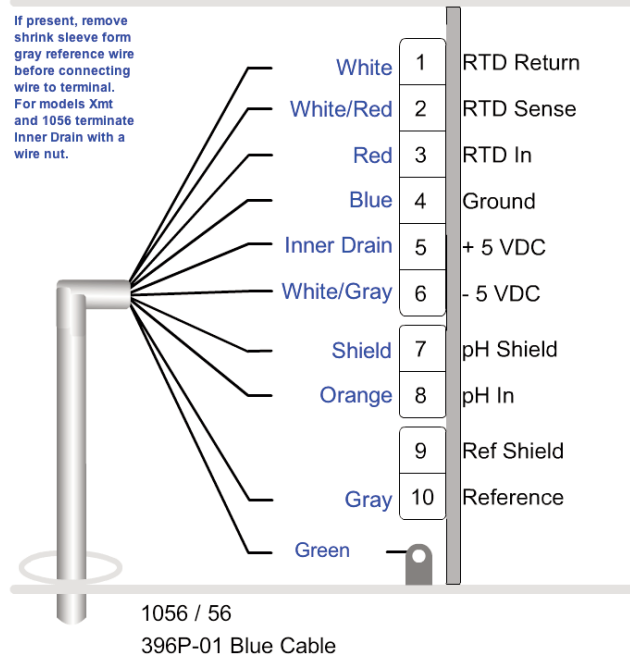 If present, remove
shrink sleeve form
gray reference wire
before connecting
wire to terminal.
For models Xmt
and 1056 terminate
Inner Drain with a
wire nut.
White 1 RTD Return
White/Red 2 RTD Sense
Red 3 RTD In
Blue 4 Ground
Inner Drain 5 + 5 VDC
White/Gray 6 - 5 VDC
Shield 7 pH Shield
Orange 8 pH In
9 Ref Shield
Gray 10 Reference
Green
1056 / 56
396P-01 Blue Cable